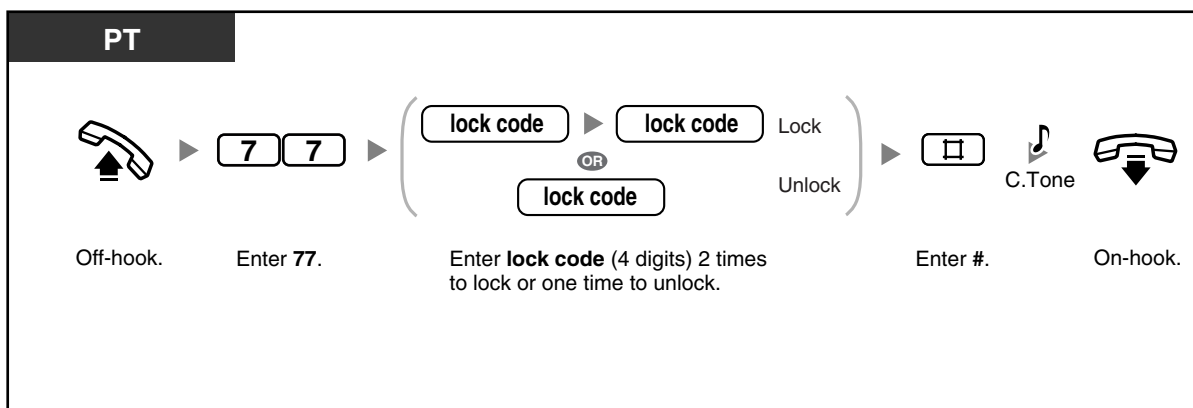 PT
lock code lock code Lock
7 7 OR #
C.Tone
lock code Unlock
Off-hook. Enter 77. Enter lock code (4 digits) 2 times Enter #. On-hook.
to lock or one time to unlock.